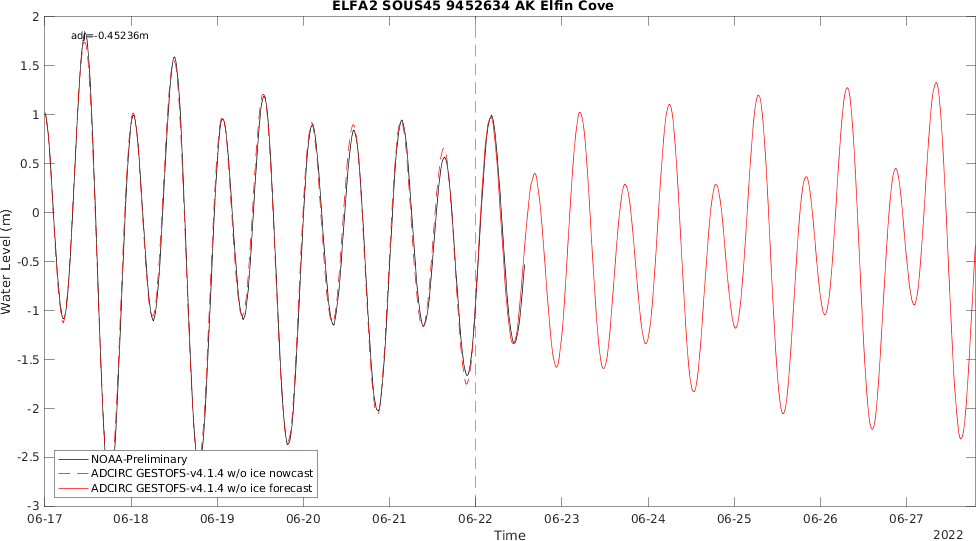 ELFA2 SOUS45 9452634 AK Elfin Cove
adj=-0.45236m
2
1.5
1
0.5
0
-0.5
-1
-1.5
-2
-2.5
-3
Water Level (m)
NOAA-Preliminary
ADCIRC GESTOFS-v4.1.4 w/o ice nowcast
ADCIRC GESTOFS-v4.1.4 w/o ice forecast
06-17 06-18 06-19 06-20 06-21 06-22 06-23 06-24 06-25 06-26 06-27
Time
2022